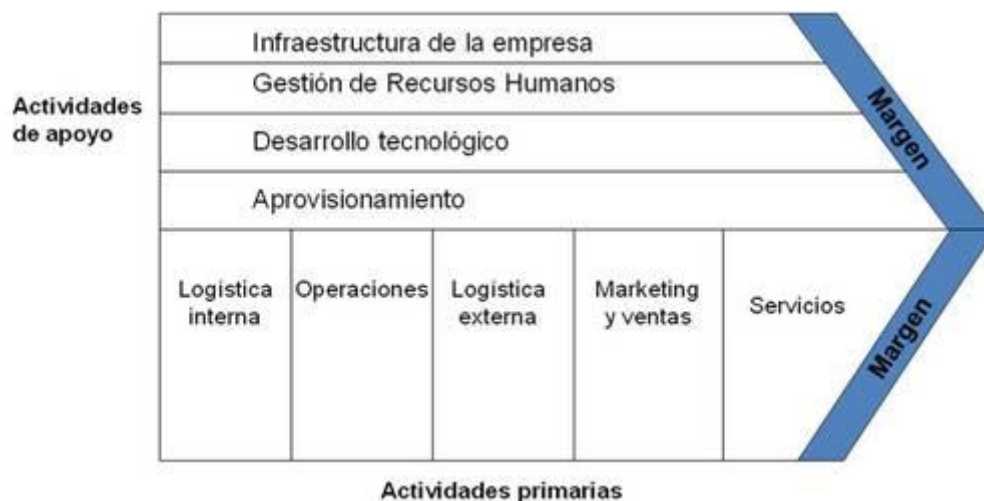 Infraestructura de la empresa
Gestión de Recursos Humanos
Actividades
de apoyo
Desarrollo tecnológico
Aprovisionamiento
Margen
Logística
interna
Operaciones
Logística
externa
Marketing
y ventas
Servicios
Margen
Actividades primarias